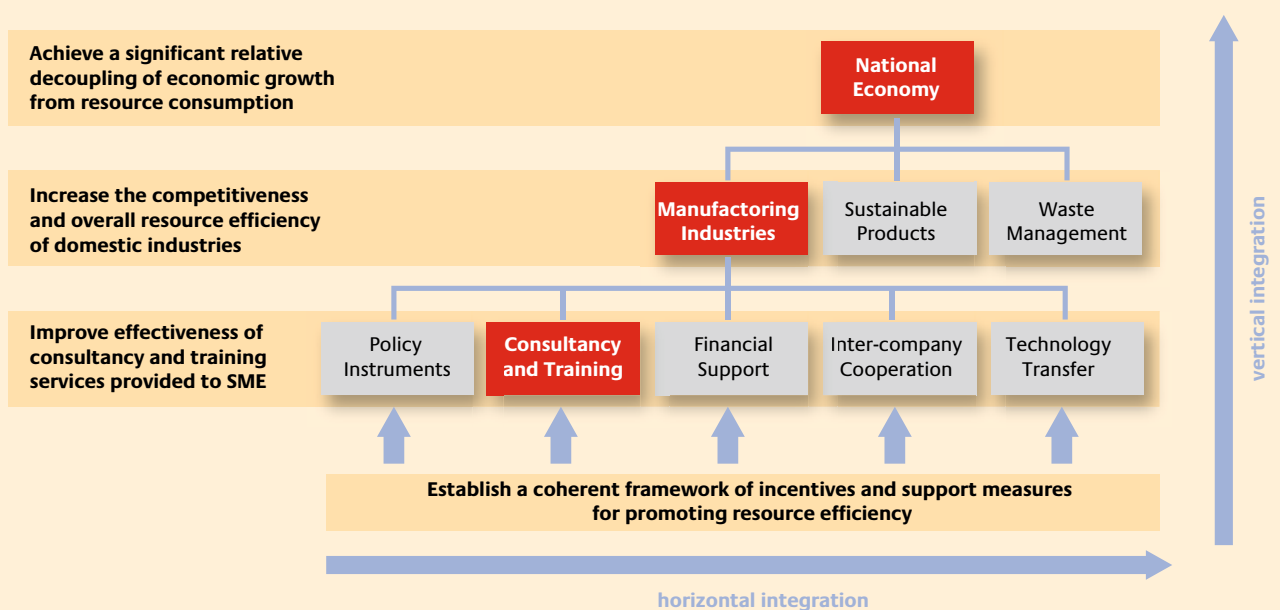 Achieve a significant relative
decoupling of economic growth
from resource consumption
National
Economy
Increase the competitiveness
and overall resource efficiency
of domestic industries
Manufactoring
Industries
Sustainable
Products
Waste
Management
Improve effectiveness of
consultancy and training
services provided to SME
Policy
Instruments
Consultancy
and Training
Financial
Support
Inter-company
Cooperation
Technology
Transfer
Establish a coherent framework of incentives and support measures
for promoting resource efficiency
horizontal integration
vertical integration